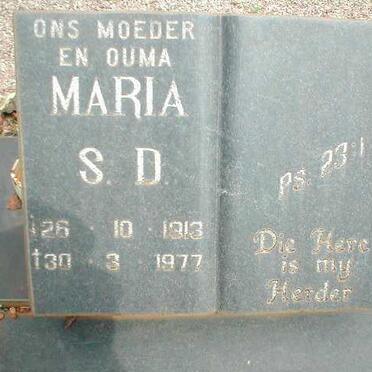 ONS MOEDER
EN OUMA
MARIA
S. D.
*26 10 1913
†30 3 1977
ps. 23:1
Die Here
is my
Herder